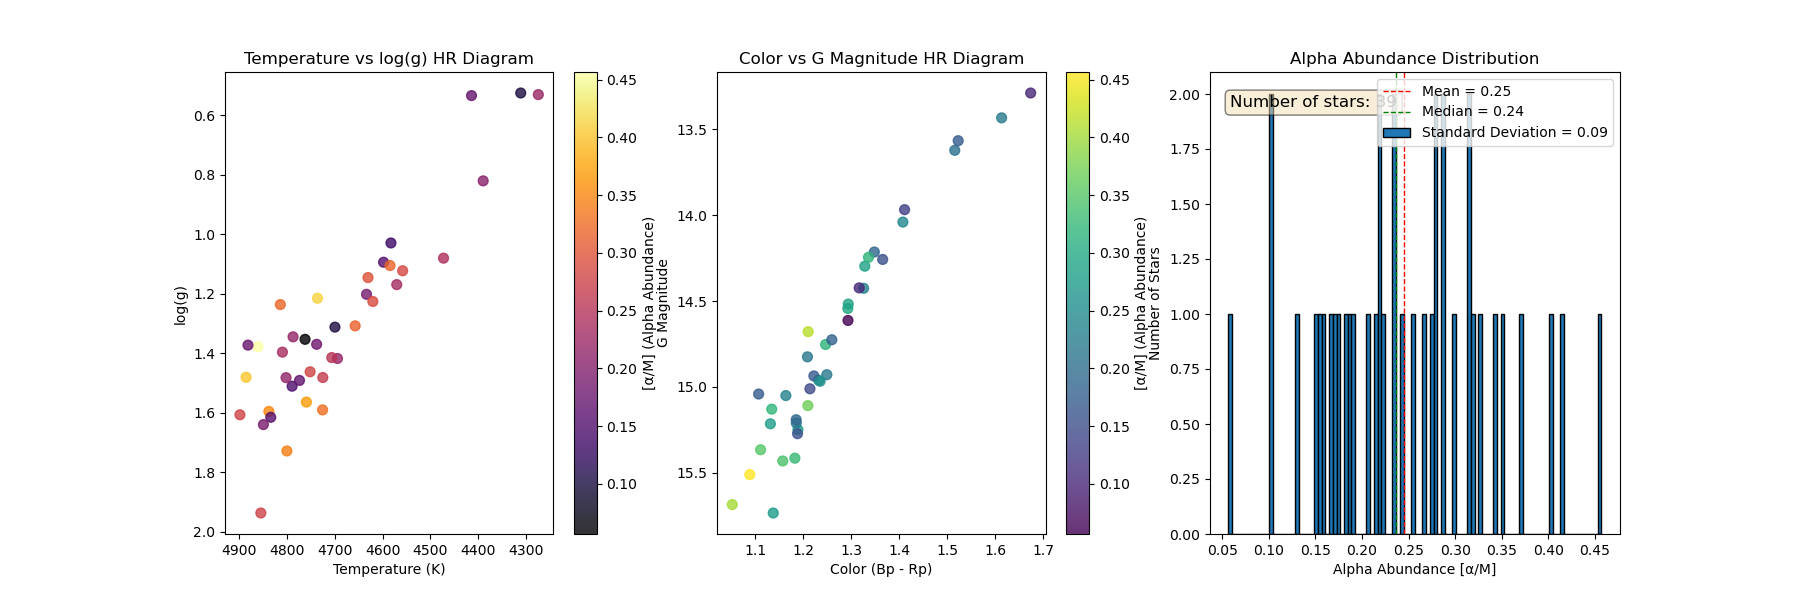 Temperature vs log(g) HR Diagram
log(g)
0.6
0.8
1.0
1.2
1.4
1.6
1.8
2.0
4900 4800 4700 4600 4500 4400 4300
Temperature (K)
0.45
0.40
0.35
0.30
0.25
0.20
0.15
0.10
[α/M] (Alpha Abundance)
Color vs G Magnitude HR Diagram
G Magnitude
13.5
14.0
14.5
15.0
15.5
1.1 1.2 1.3 1.4 1.5 1.6 1.7
Color (Bp - Rp)
0.45
0.40
0.35
0.30
0.25
0.20
0.15
0.10
[α/M] (Alpha Abundance)
Alpha Abundance Distribution
Number of Stars
2.00
1.75
1.50
1.25
1.00
0.75
0.50
0.25
0.00
Number of stars: 39
Mean = 0.25
Median = 0.24
Standard Deviation = 0.09
0.05 0.10 0.15 0.20 0.25 0.30 0.35 0.40 0.45
Alpha Abundance [α/M]